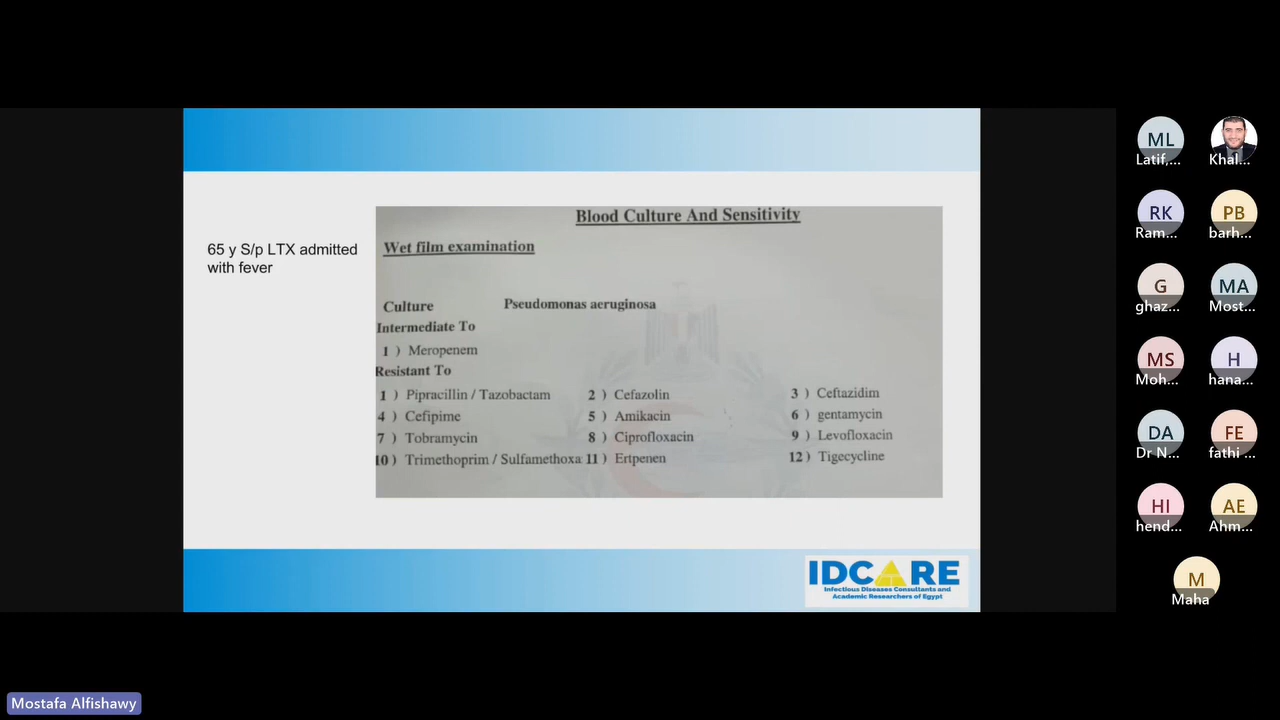 Blood Culture And Sensitivity
Wet film examination
65 y S/p LTX admitted
with fever
Culture Pseudomonas aeruginosa
Intermediate To
1 ) Meropenem
Resistant To
1 ) Pipracillin / Tazobactam 2 ) Cefazolin 3 ) Ceftazidim
4 ) Cefipime 5 ) Amikacin 6 ) gentamycin
7 ) Tobramycin 8 ) Ciprofloxacin 9 ) Levofloxacin
10 ) Trimethoprim / Sulfamethoxa 11 ) Ertpenen 12 ) Tigecycline
IDCARE
Infectious Diseases Consultants and
Academic Researchers of Egypt
ML
Latif,... Khal...
RK PB
Ram... barh...
G MA
ghaz... Most...
MS H
Moh... hana...
DA FE
Dr N... fathi ...
HI AE
hend... Ahm...
M
Maha
Mostafa Alfishawy